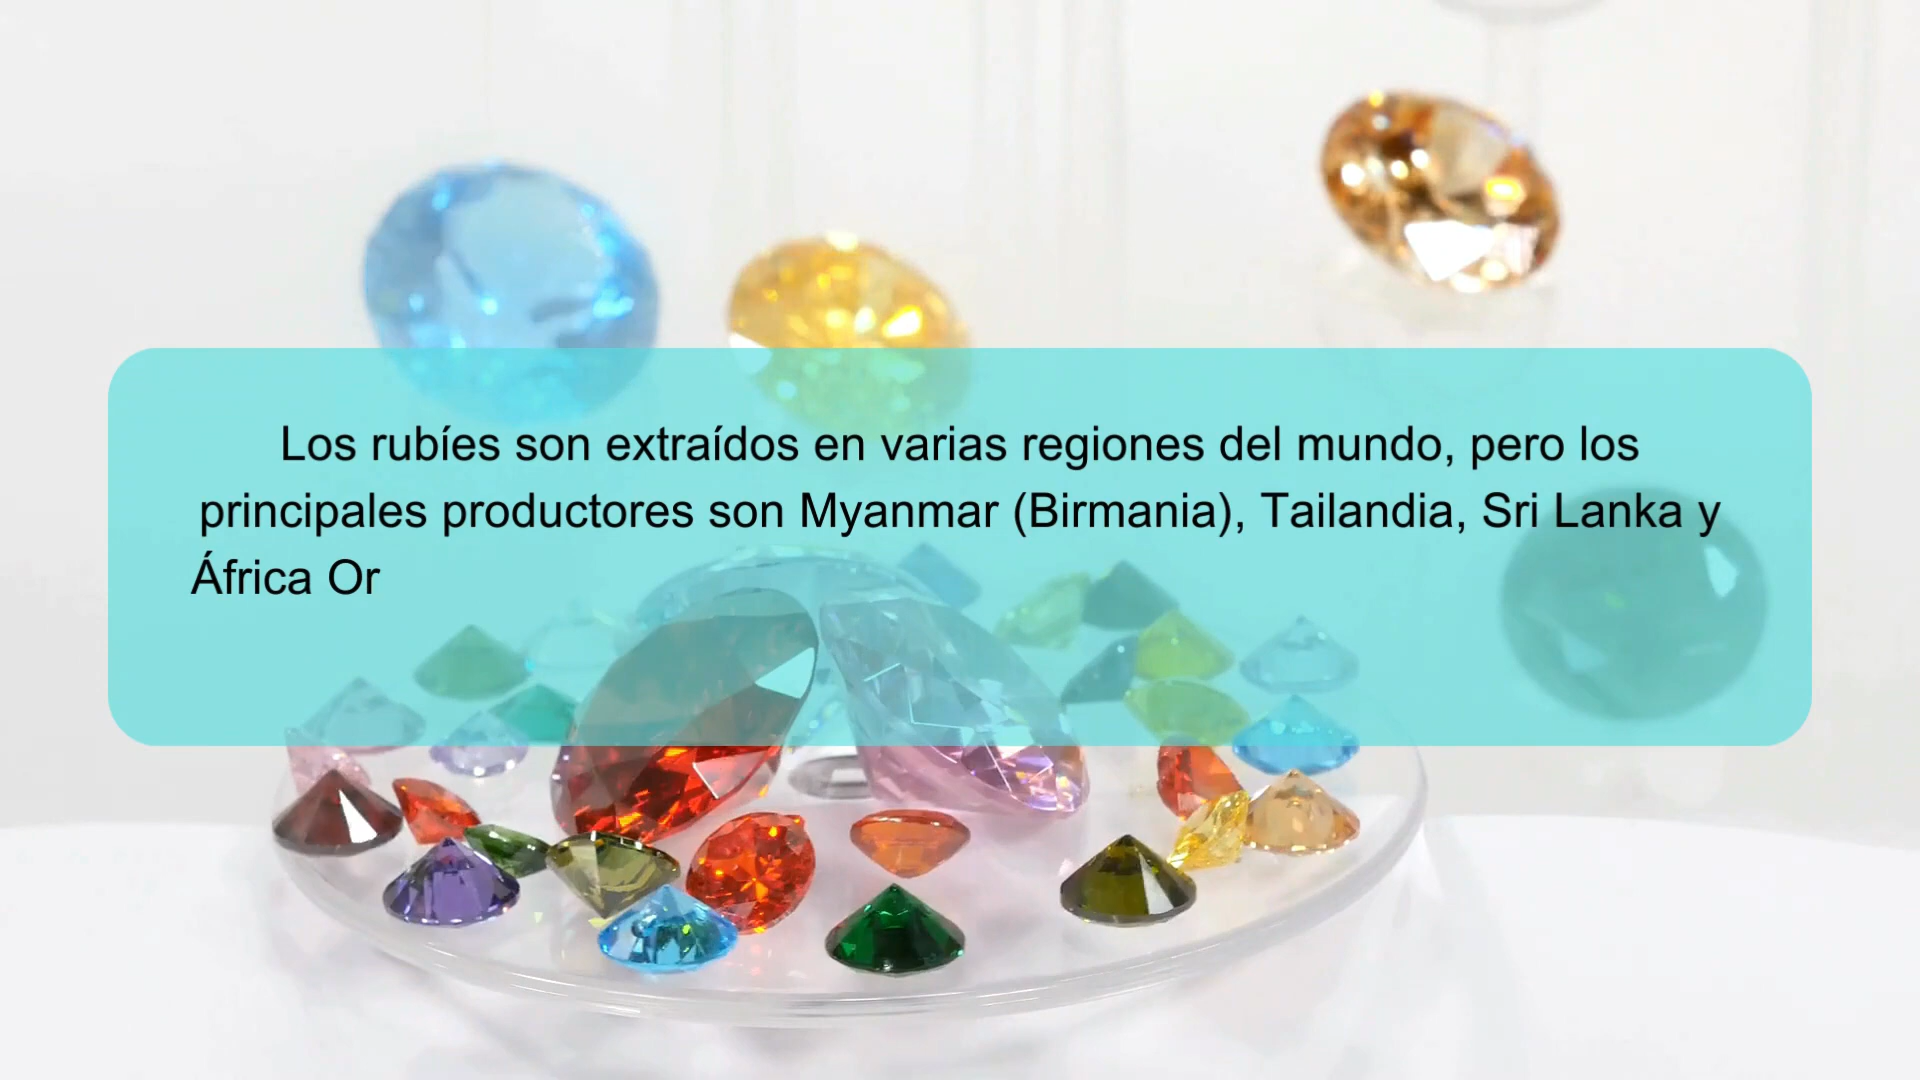 Los rubíes son extraídos en varias regiones del mundo, pero los
principales productores son Myanmar (Birmania), Tailandia, Sri Lanka y
África Or